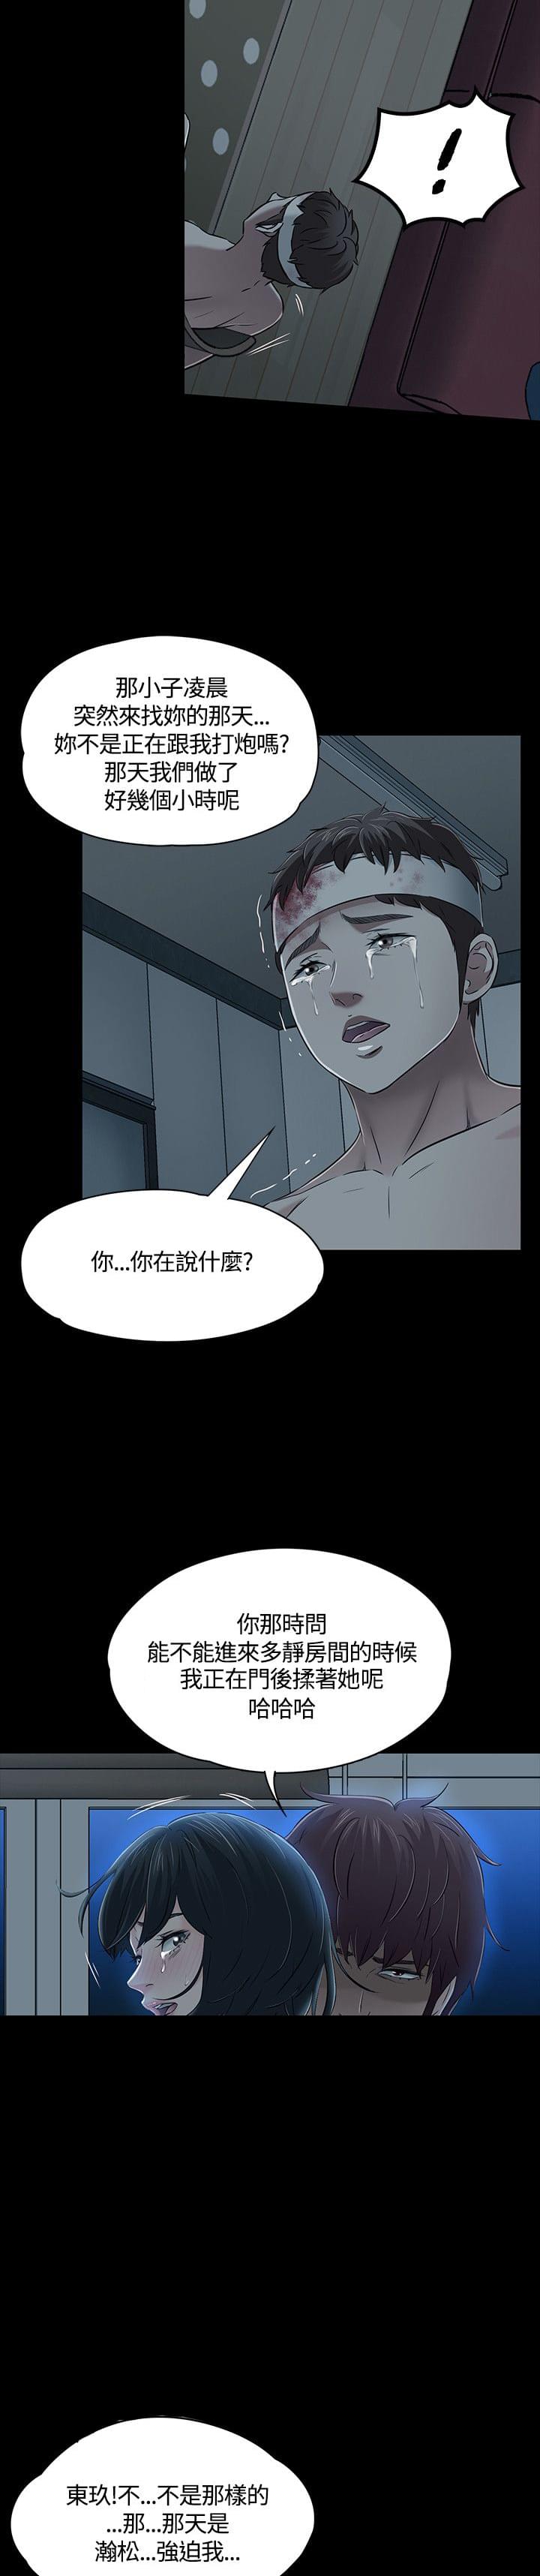 !
那小子凌晨
突然來找妳的那天...
妳不是正在跟我打炮嗎?
那天我們做了
好幾個小時呢
你...你在說什麼?
你那時問
能不能進來多靜房間的時候
我正在門後揉著她呢
哈哈哈
東玖!不...不是那樣的
...那...那天是
瀚松...強迫我...